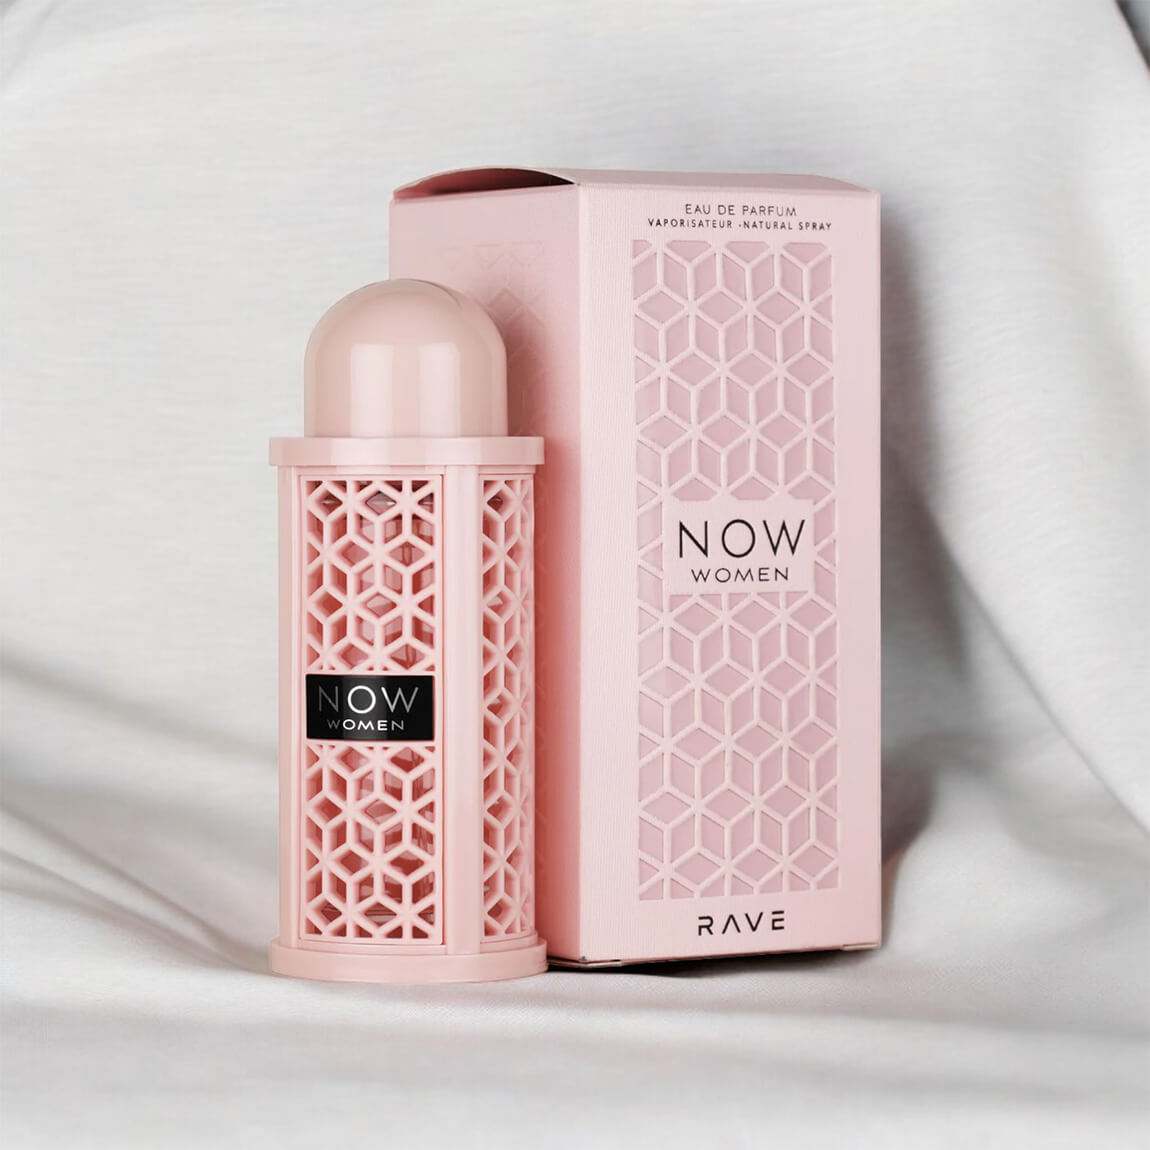 EAU DE PARFUM
VAPORISATEUR · NATURAL SPRAY
NOW
WOMEN
RAVE
NOW
WOMEN